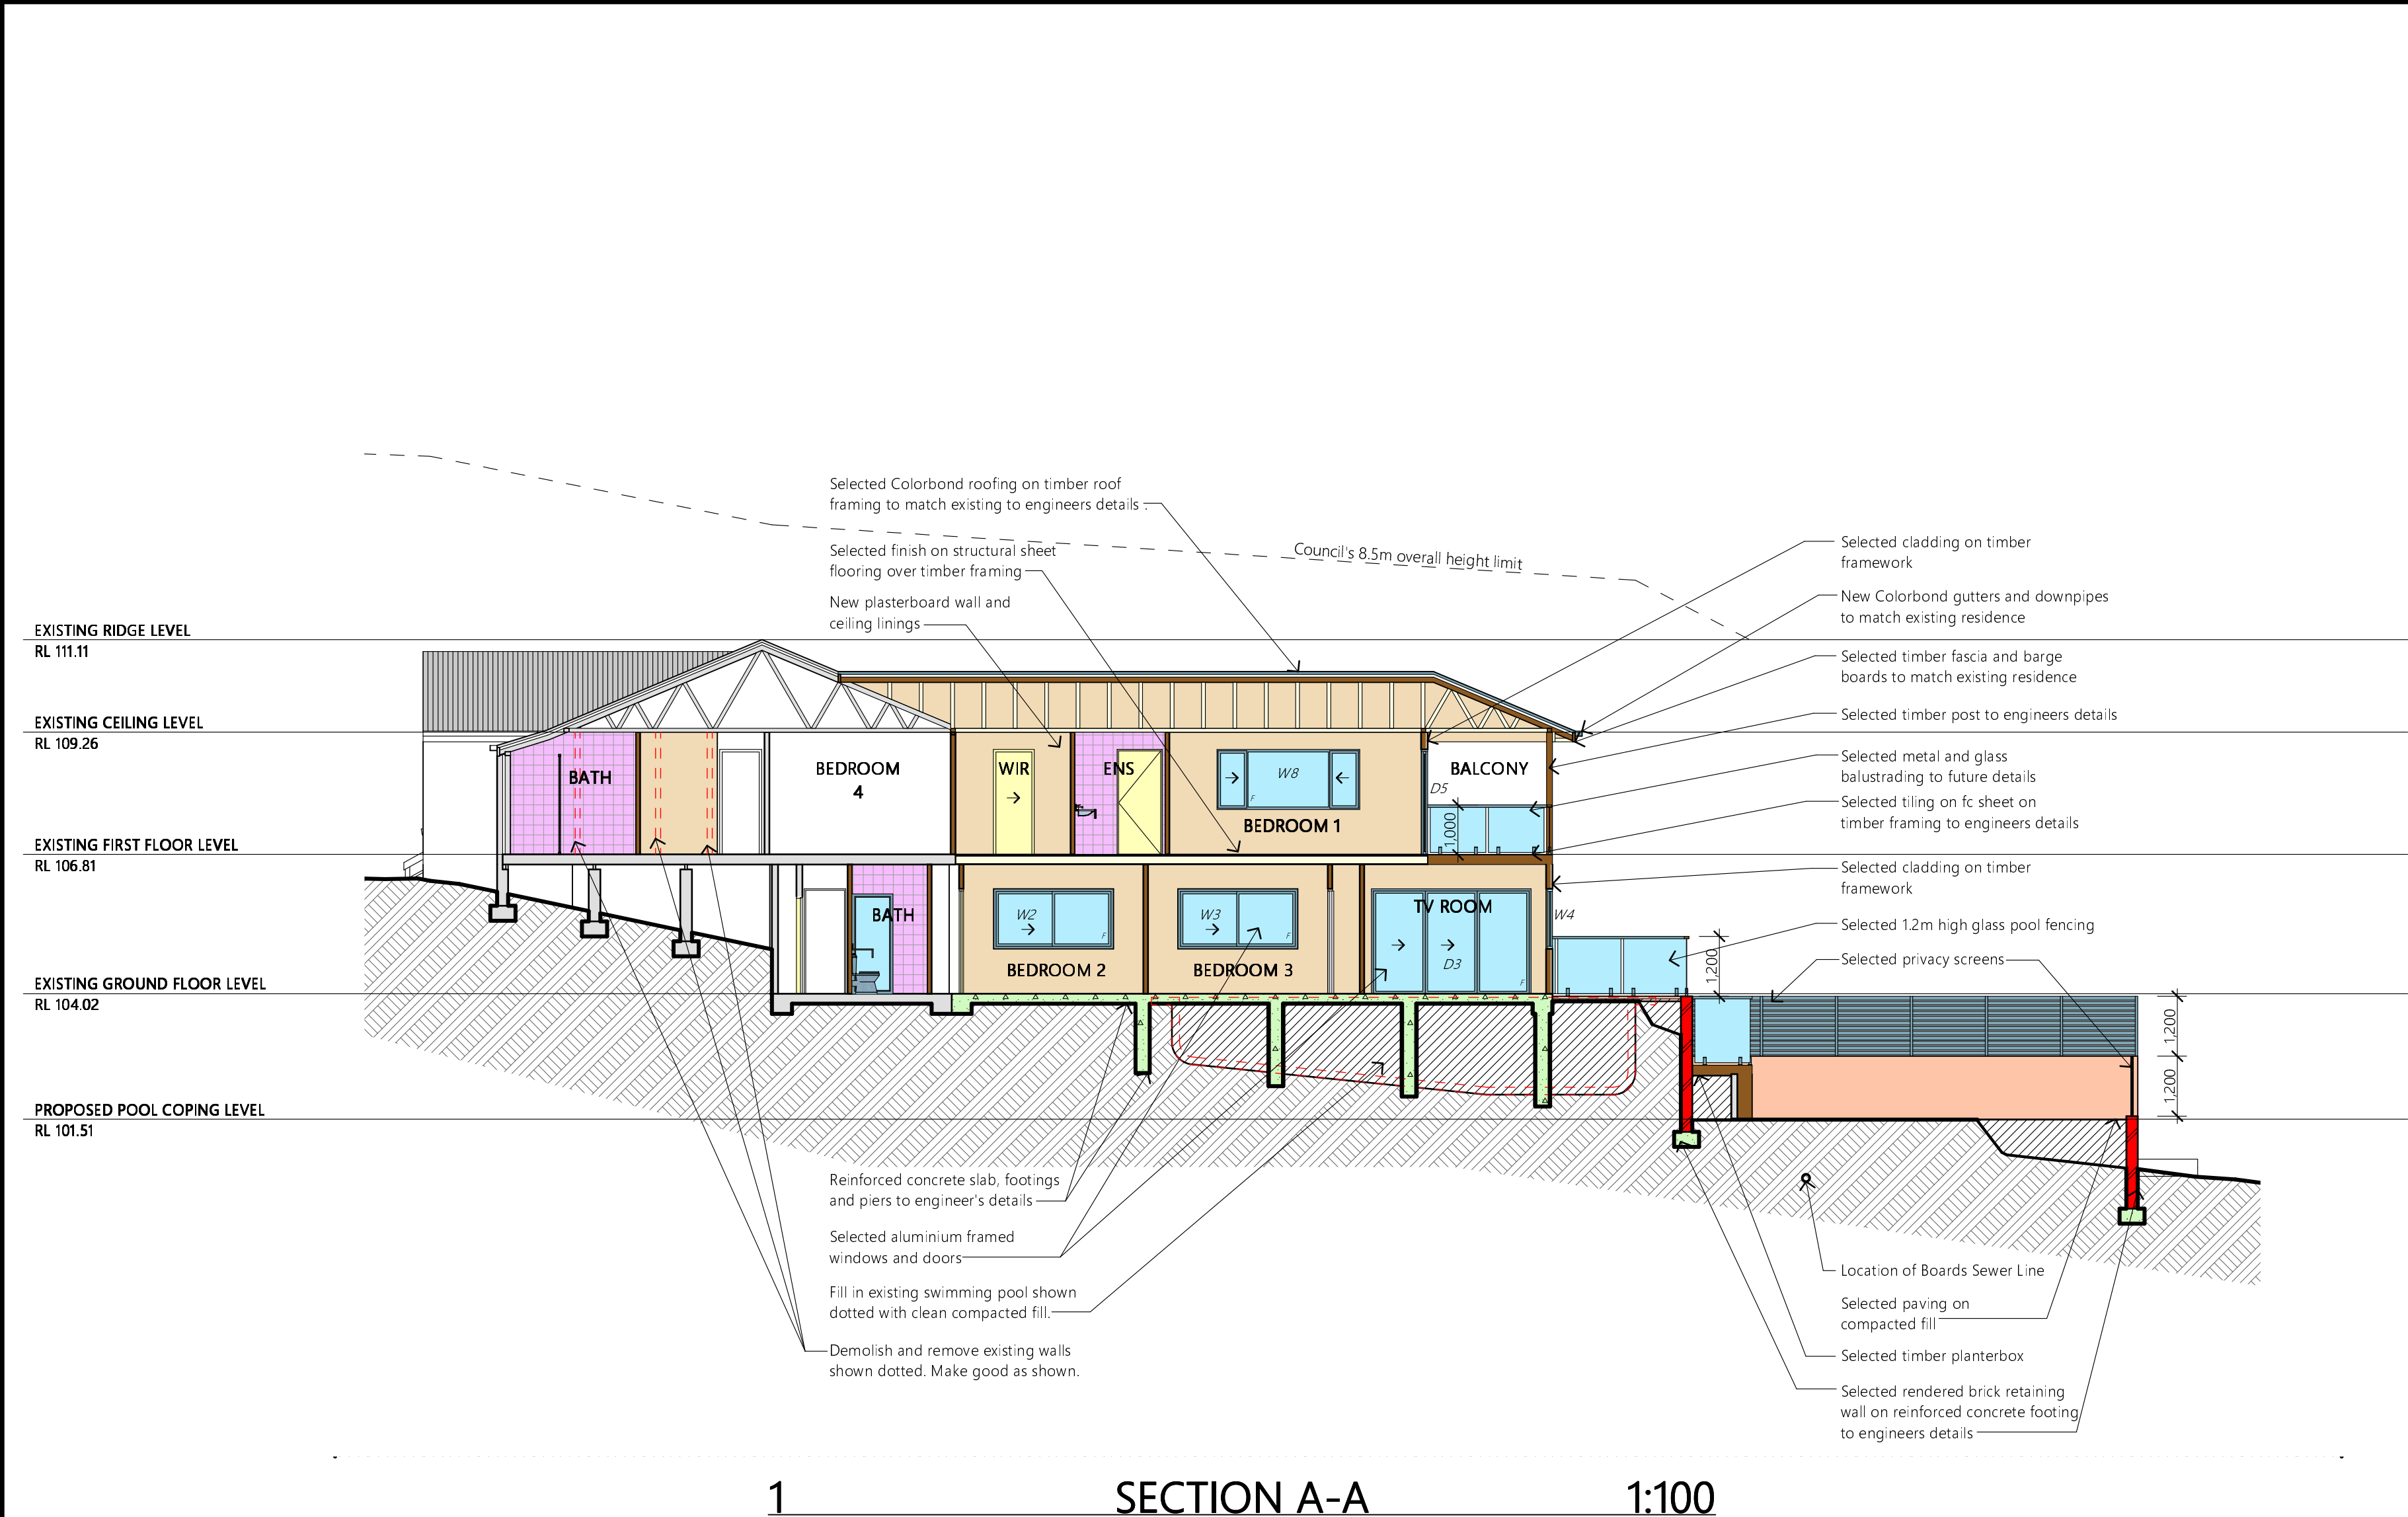 Selected Colorbond roofing on timber roof
framing to match existing to engineers details .
Selected finish on structural sheet
flooring over timber framing
New plasterboard wall and
ceiling linings
Council's 8.5m overall height limit
Selected cladding on timber
framework
New Colorbond gutters and downpipes
to match existing residence
Selected timber fascia and barge
boards to match existing residence
Selected timber post to engineers details
Selected metal and glass
balustrading to future details
Selected tiling on fc sheet on
timber framing to engineers details
Selected cladding on timber
framework
Selected 1.2m high glass pool fencing
Selected privacy screens
EXISTING RIDGE LEVEL
RL 111.11
EXISTING CEILING LEVEL
RL 109.26
EXISTING FIRST FLOOR LEVEL
RL 106.81
EXISTING GROUND FLOOR LEVEL
RL 104.02
PROPOSED POOL COPING LEVEL
RL 101.51
BATH
BEDROOM
4
WIR
ENS
W8
F
BEDROOM 1
BALCONY
D5
1,000
BATH
W2
F
BEDROOM 2
W3
F
BEDROOM 3
TV ROOM
D3
F
W4
1,200
1,200
1,200
Reinforced concrete slab, footings
and piers to engineer's details
Selected aluminium framed
windows and doors
Fill in existing swimming pool shown
dotted with clean compacted fill.
Demolish and remove existing walls
shown dotted. Make good as shown.
Location of Boards Sewer Line
Selected paving on
compacted fill
Selected timber planterbox
Selected rendered brick retaining
wall on reinforced concrete footing
to engineers details
1 SECTION A-A 1:100